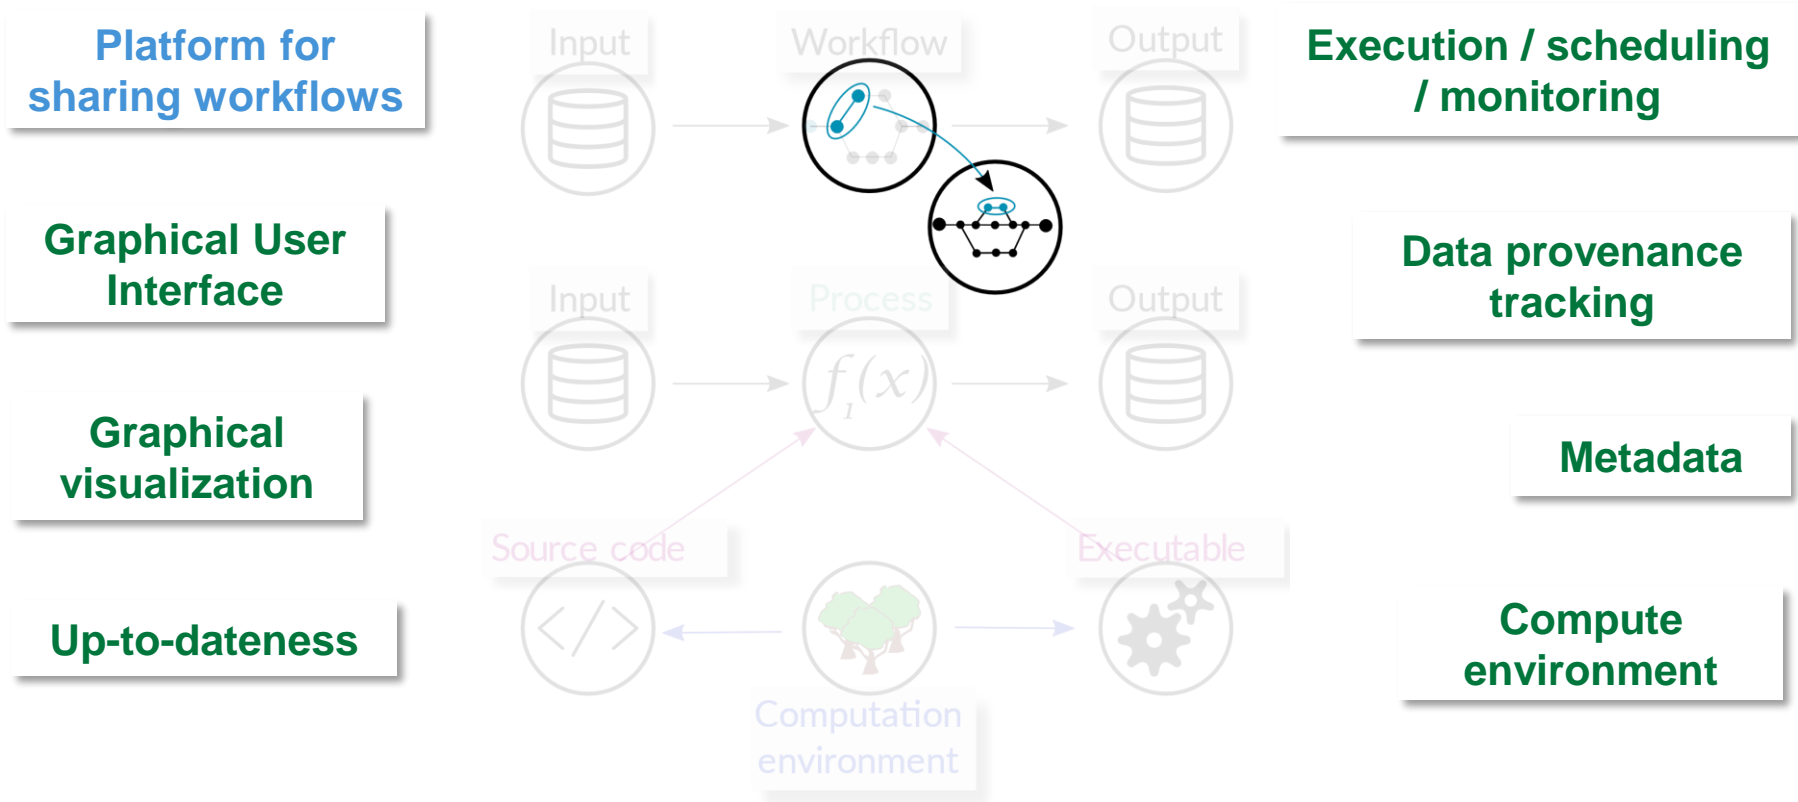 Platform for
sharing workflows
Input
Workflow
Output
Execution / scheduling
/ monitoring
Graphical User
Interface
Input
Process
Output
Data provenance
tracking
f₁(x)
Graphical
visualization
Metadata
Source code
Executable
Up-to-dateness
</>
Compute
environment
Computation
environment